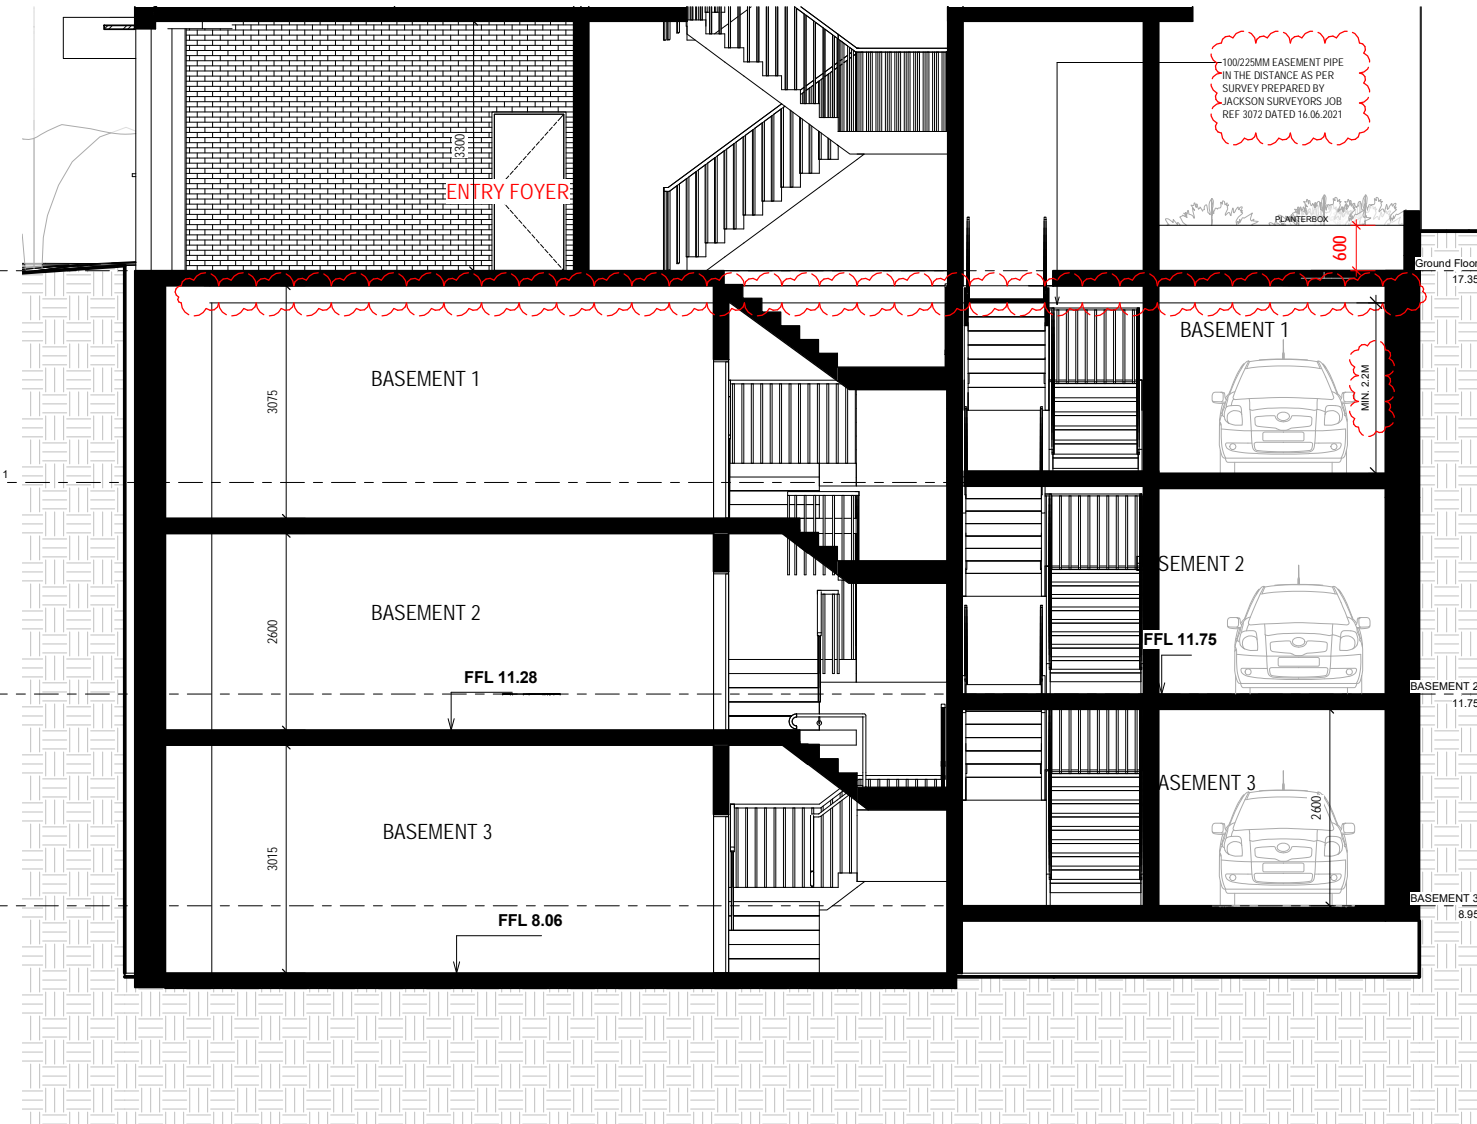 100/225MM EASEMENT PIPE
IN THE DISTANCE AS PER
SURVEY PREPARED BY
JACKSON SURVEYORS JOB
REF 3072 DATED 16.06.2021
3300
ENTRY FOYER
PLANTERBOX
600
Ground Floor
17.35
BASEMENT 1
BASEMENT 1
MIN. 2.2M
3075
1
SEMENT 2
BASEMENT 2
2600
FFL 11.75
FFL 11.28
BASEMENT 2
11.75
ASEMENT 3
2600
BASEMENT 3
3015
BASEMENT 3
8.95
FFL 8.06